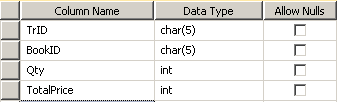 Column Name Data Type Allow Nulls
TrID char(5)
BookID char(5)
Qty int
TotalPrice int